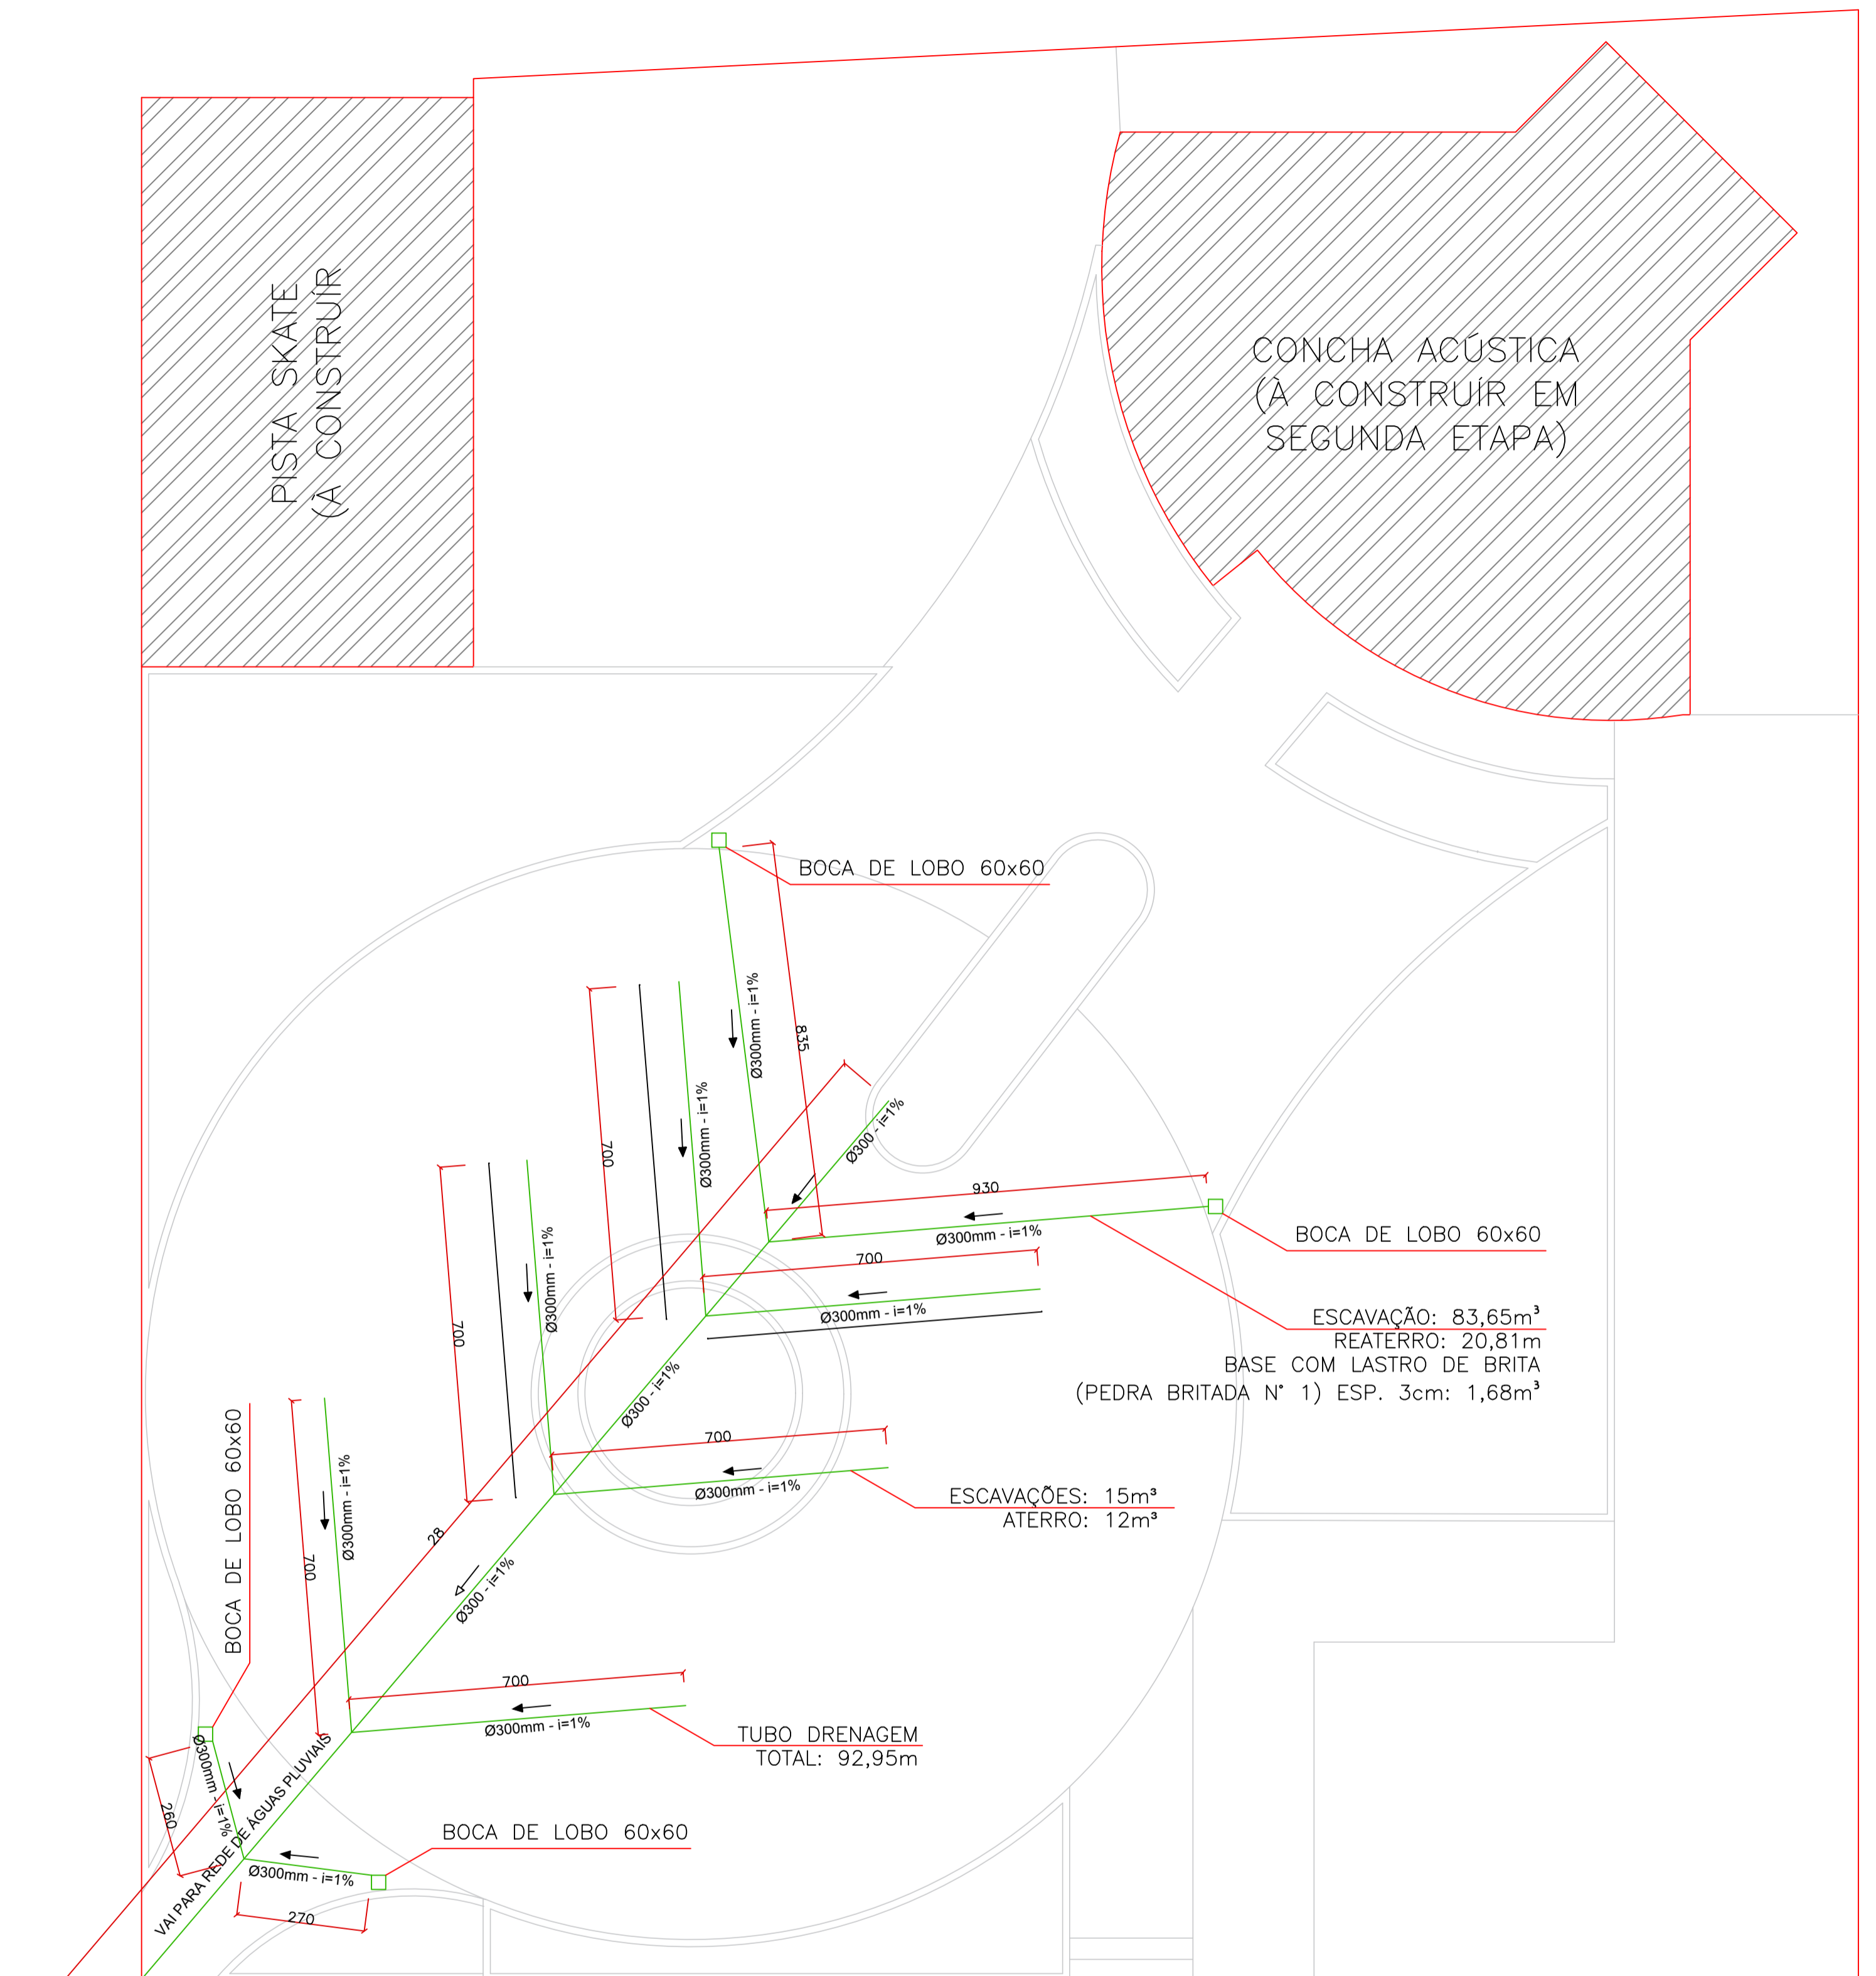 PISTA SKATE
(À CONSTRUÍR
CONCHA ACÚSTICA
(À CONSTRUÍR EM
SEGUNDA ETAPA)
BOCA DE LOBO 60x60
835
Ø300mm - i=1%
700
Ø300mm - i=1%
Ø300 - i=1%
930
Ø300mm - i=1%
BOCA DE LOBO 60x60
700
Ø300mm - i=1%
700
Ø300mm - i=1%
ESCAVAÇÃO: 83,65m³
REATERRO: 20,81m
BASE COM LASTRO DE BRITA
(PEDRA BRITADA N° 1) ESP. 3cm: 1,68m³
Ø300 - i=1%
700
Ø300mm - i=1%
ESCAVAÇÕES: 15m³
ATERRO: 12m³
28
Ø300 - i=1%
BOCA DE LOBO 60x60
700
Ø300mm - i=1%
700
Ø300mm - i=1%
TUBO DRENAGEM
TOTAL: 92,95m
Ø300mm - i=1%
260
VAI PARA REDE DE ÁGUAS PLUVIAIS
BOCA DE LOBO 60x60
Ø300mm - i=1%
270